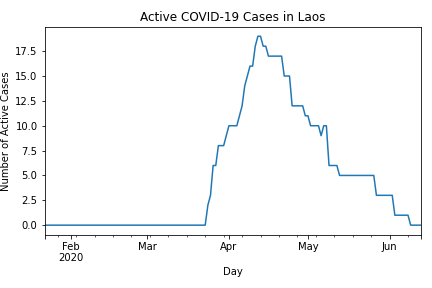 Active COVID-19 Cases in Laos
Number of Active Cases
17.5
15.0
12.5
10.0
7.5
5.0
2.5
0.0
Feb Mar Apr May Jun
2020
Day